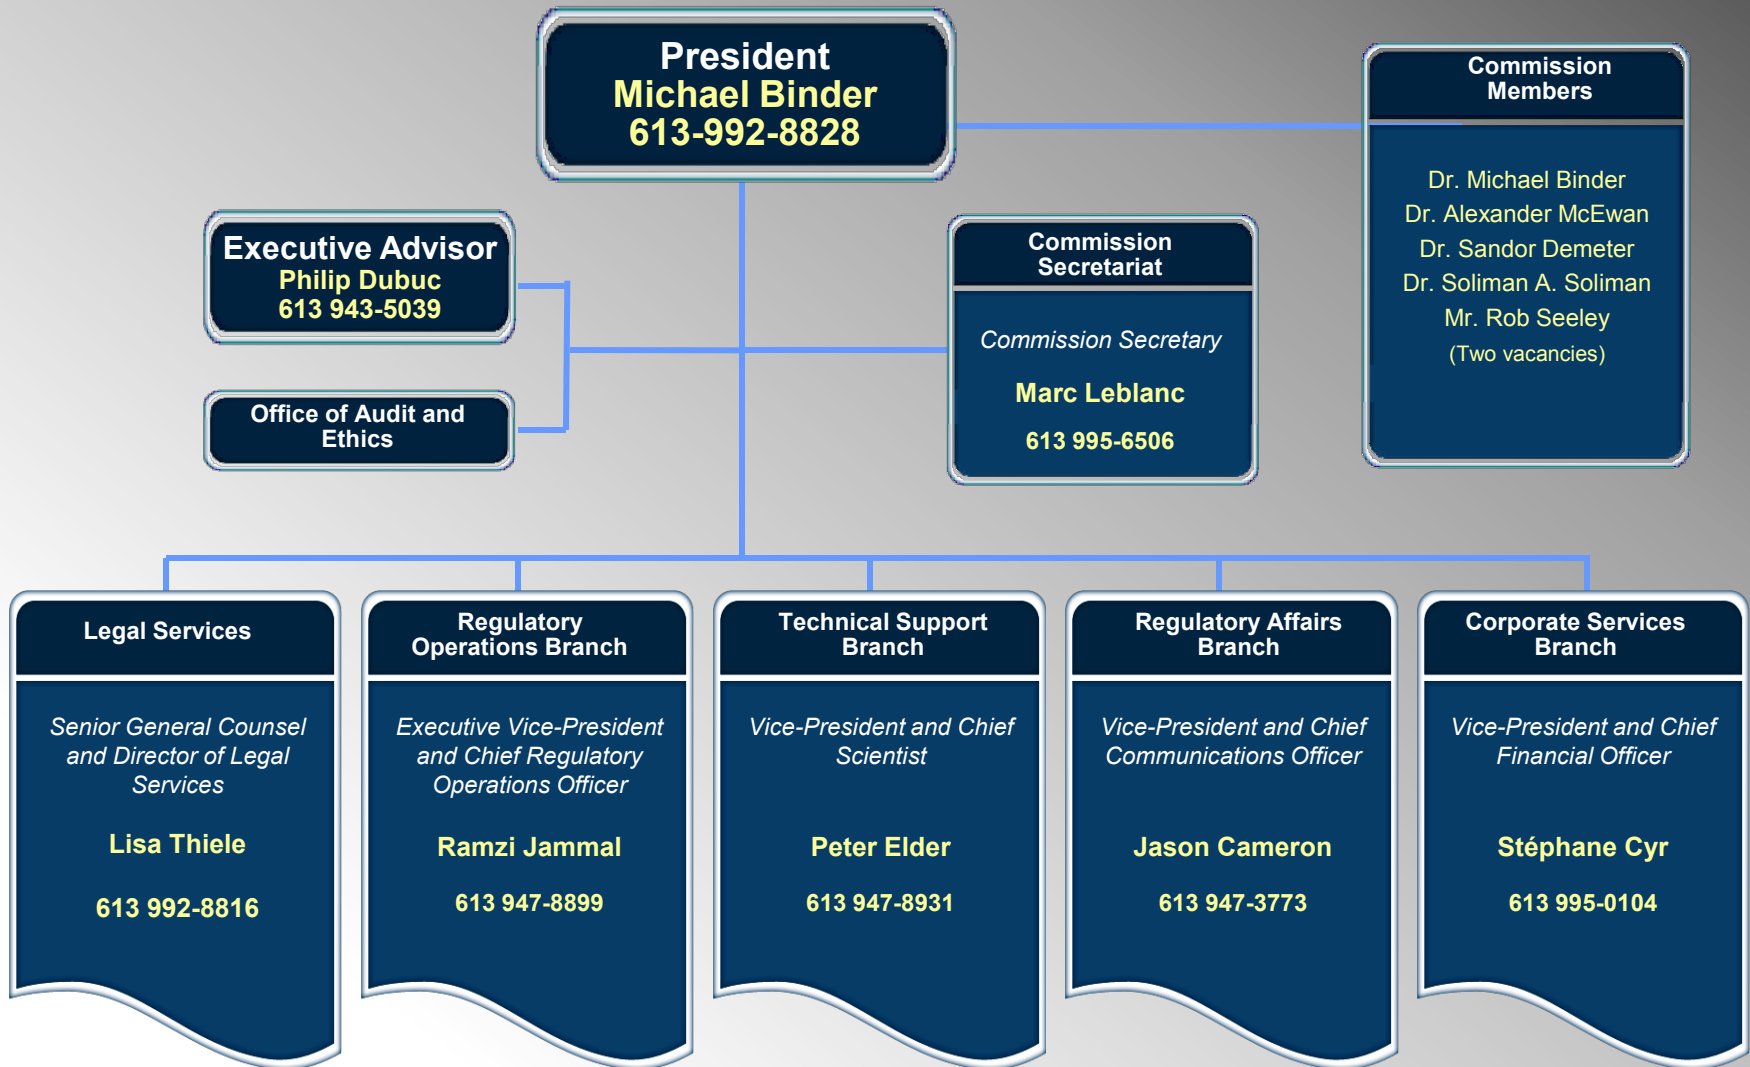 President
Michael Binder
613-992-8828
Commission
Members
Dr. Michael Binder
Dr. Alexander McEwan
Dr. Sandor Demeter
Dr. Soliman A. Soliman
Mr. Rob Seeley
(Two vacancies)
Executive Advisor
Philip Dubuc
613 943-5039
Commission
Secretariat
Commission Secretary
Marc Leblanc
613 995-6506
Office of Audit and
Ethics
Legal Services
Senior General Counsel
and Director of Legal
Services
Lisa Thiele
613 992-8816
Regulatory
Operations Branch
Executive Vice-President
and Chief Regulatory
Operations Officer
Ramzi Jammal
613 947-8899
Technical Support
Branch
Vice-President and Chief
Scientist
Peter Elder
613 947-8931
Regulatory Affairs
Branch
Vice-President and Chief
Communications Officer
Jason Cameron
613 947-3773
Corporate Services
Branch
Vice-President and Chief
Financial Officer
Stéphane Cyr
613 995-0104